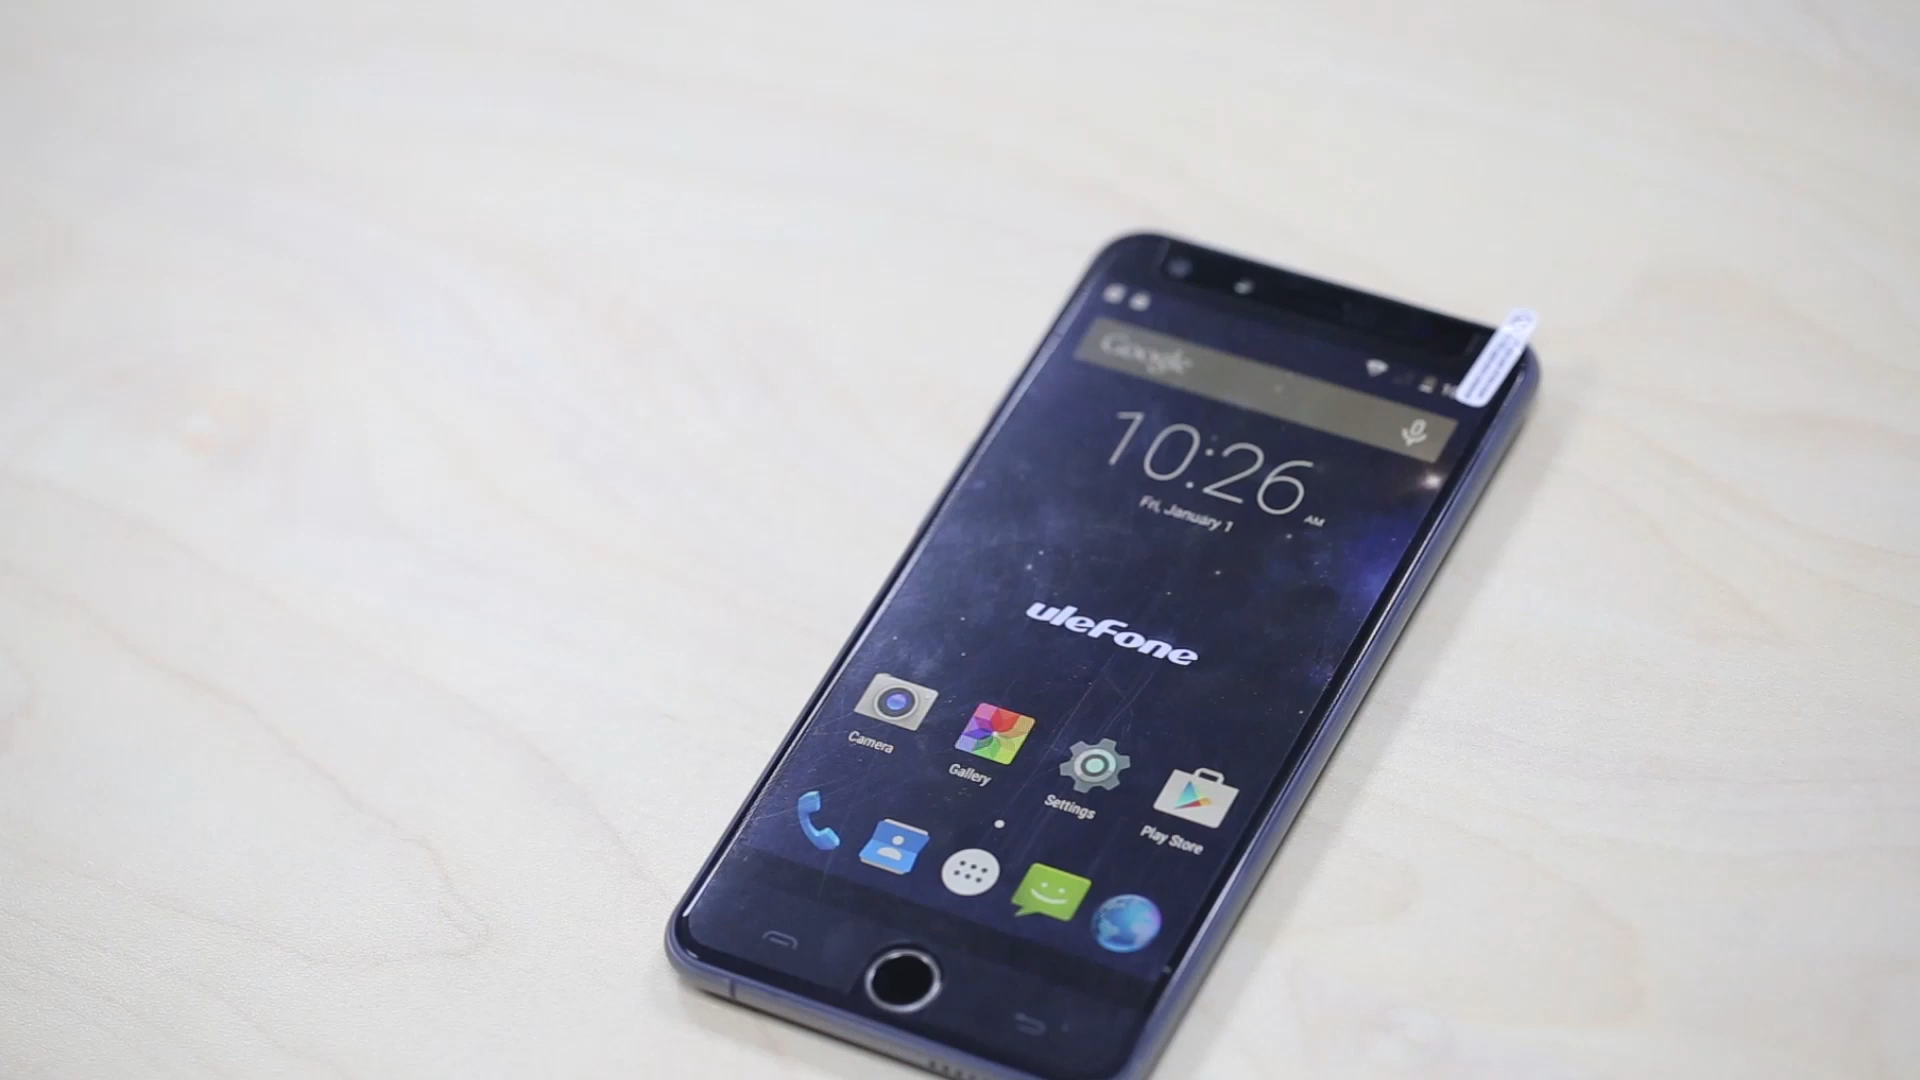 Google
10:26 AM
Fri, January 1
ulefone
Camera
Gallery
Settings
Play Store